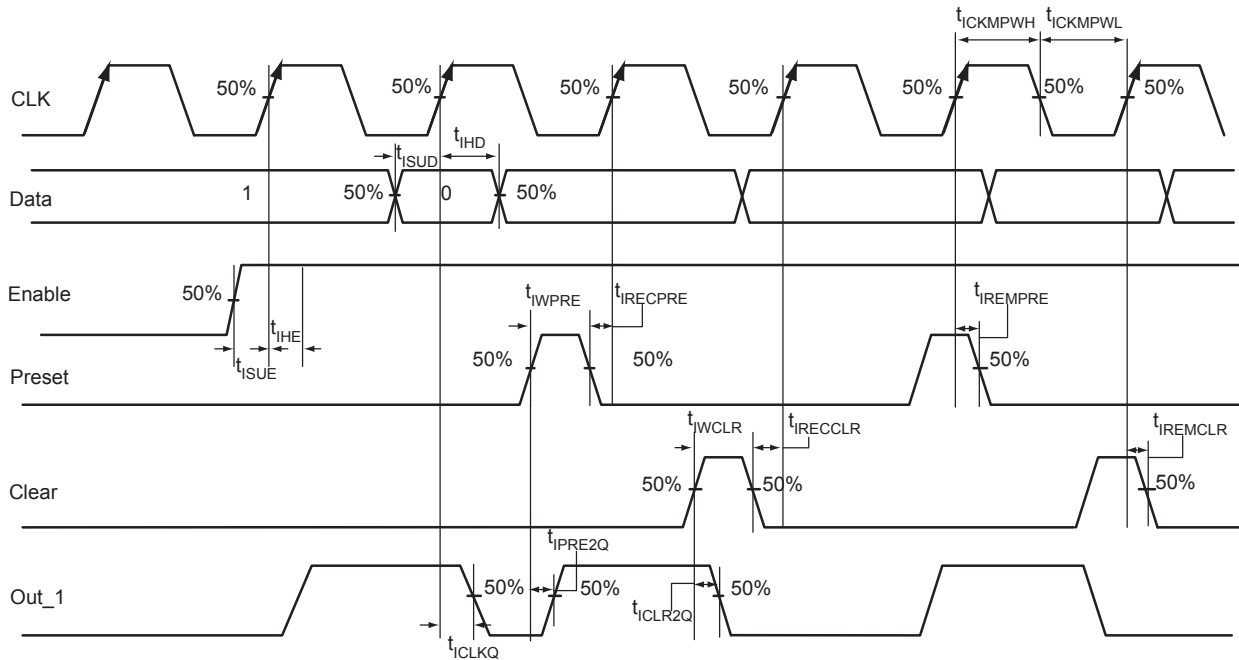 tICKMPWH tICKMPWL
CLK 50% 50% 50% 50% 50% 50% 50%
tISUD tIHD
Data 1 50% 0 50%
Enable 50% tIWPRE tIRECPRE tIREMPRE
tIHE
tISUE
Preset 50% 50% 50%
tIWCLR tIRECCLR tIREMCLR
Clear 50% 50% 50%
tIPRE2Q
Out_1 50% 50% tICLR2Q 50%
tICLKQ